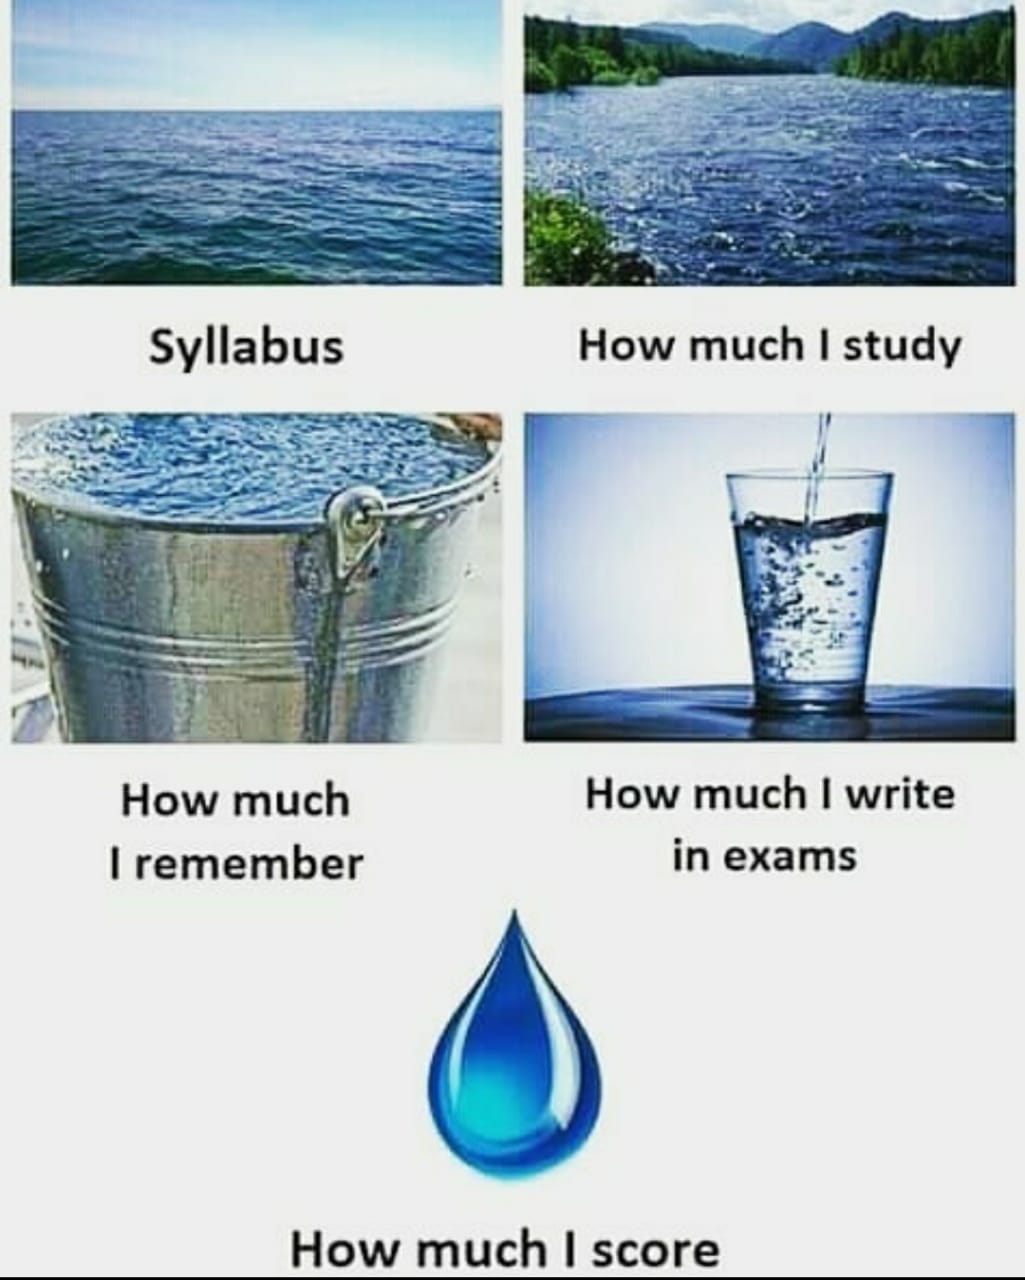 Syllabus
How much I study
How much
I remember
How much I write
in exams
How much I score